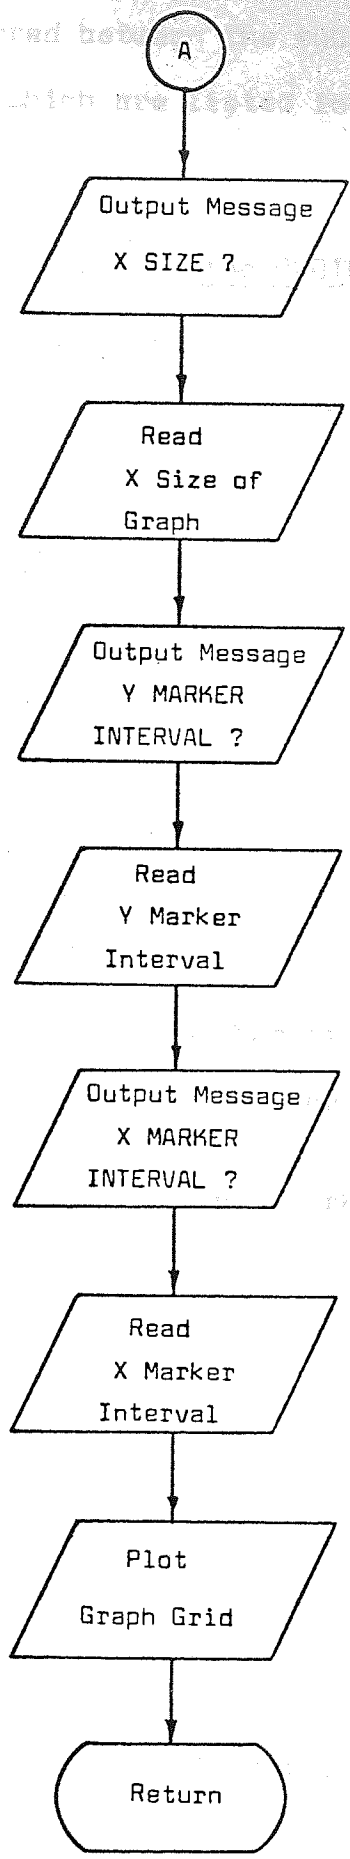 A
Output Message
X SIZE ?
Read
X Size of
Graph
Output Message
Y MARKER
INTERVAL ?
Read
Y Marker
Interval
Output Message
X MARKER
INTERVAL ?
Read
X Marker
Interval
Plot
Graph Grid
Return